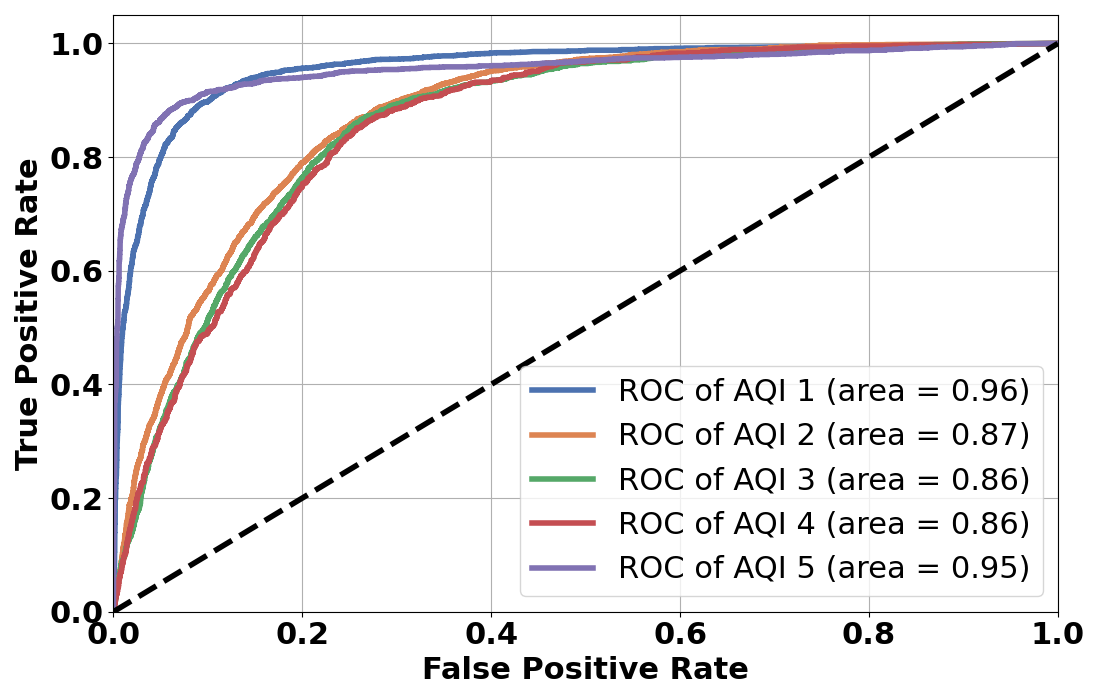 1.0
0.8
0.6
0.4
0.2
0.0
True Positive Rate
ROC of AQI 1 (area = 0.96)
ROC of AQI 2 (area = 0.87)
ROC of AQI 3 (area = 0.86)
ROC of AQI 4 (area = 0.86)
ROC of AQI 5 (area = 0.95)
0.0 0.2 0.4 0.6 0.8 1.0
False Positive Rate